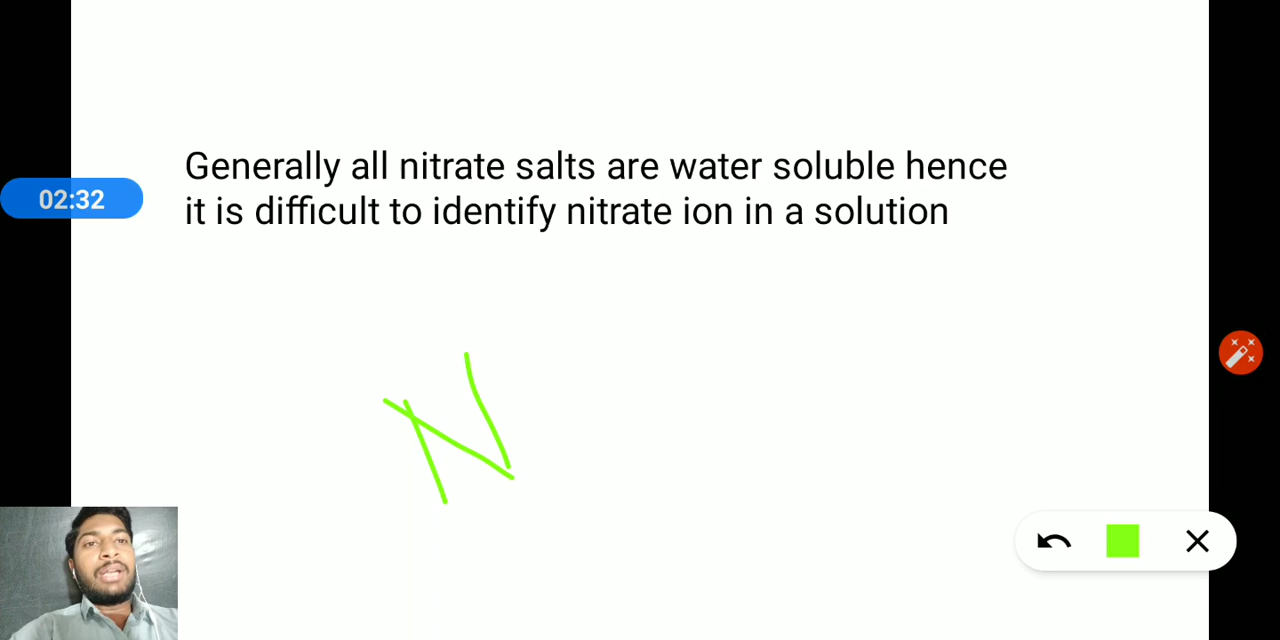 Generally all nitrate salts are water soluble hence
it is difficult to identify nitrate ion in a solution
02:32
N